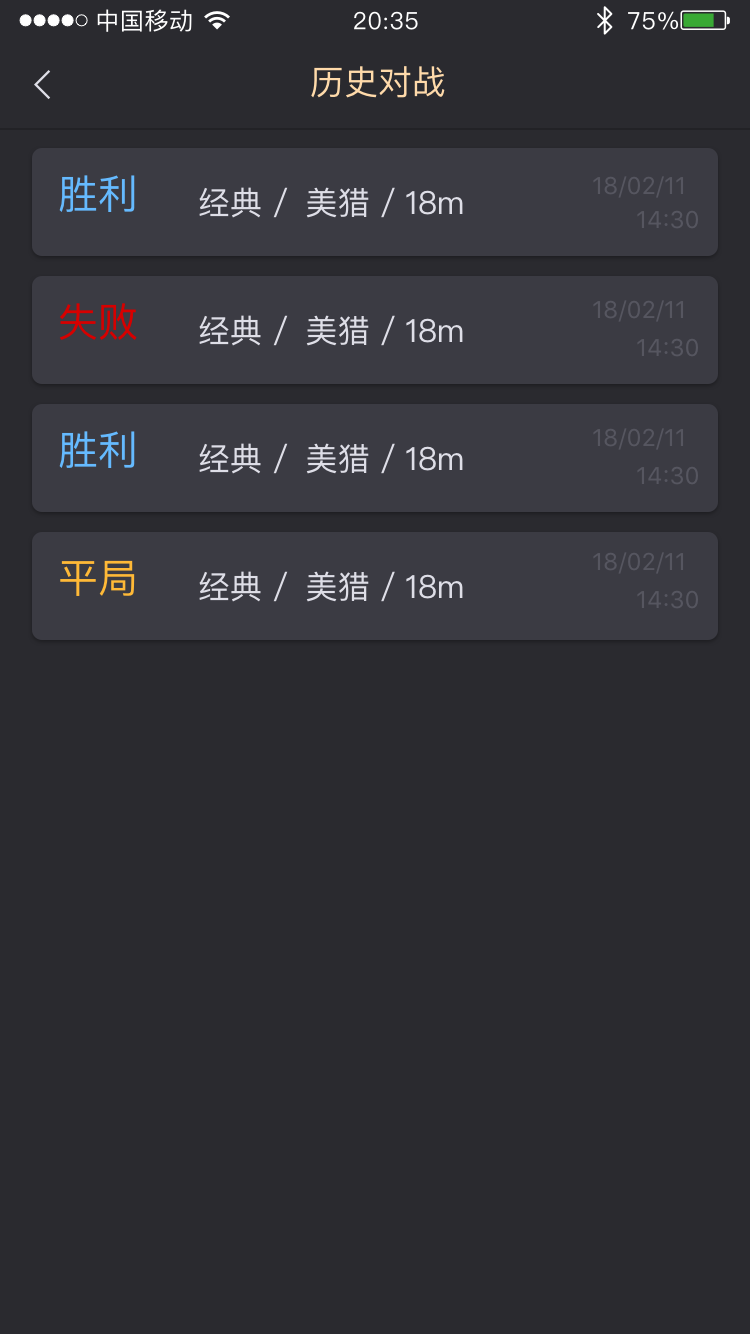 中国移动 20:35 75%
历史对战
胜利 经典 / 美猎 / 18m 18/02/11
14:30
失败 经典 / 美猎 / 18m 18/02/11
14:30
胜利 经典 / 美猎 / 18m 18/02/11
14:30
平局 经典 / 美猎 / 18m 18/02/11
14:30